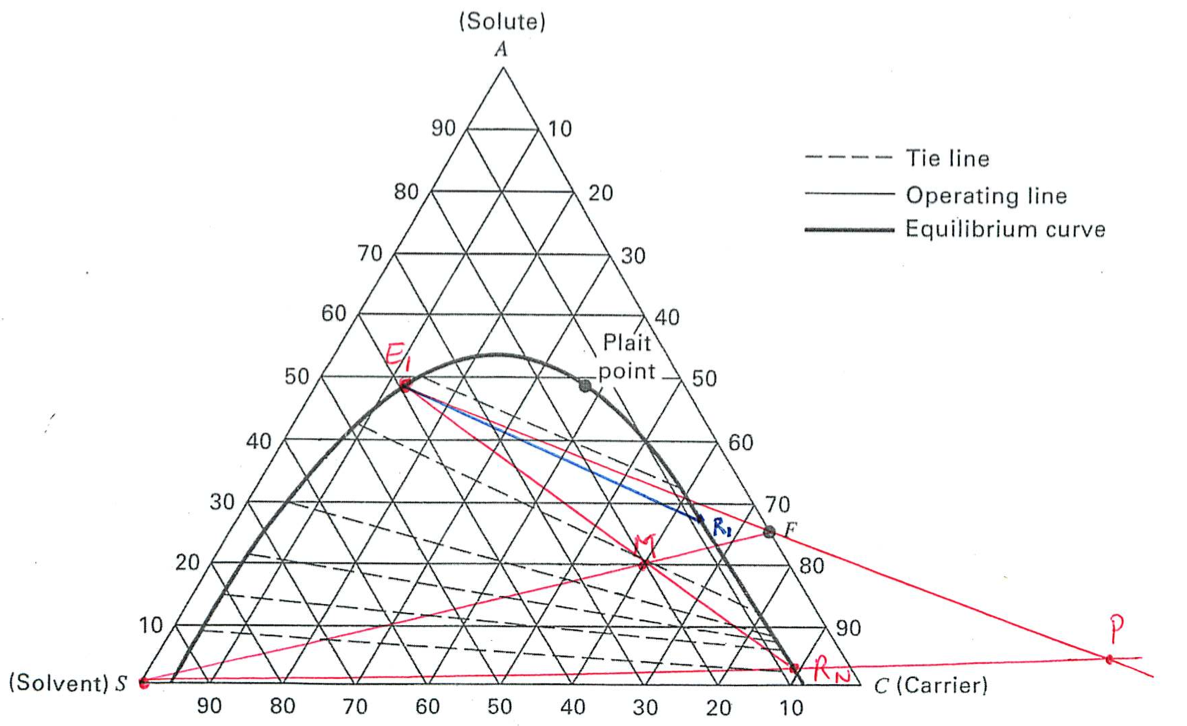 (Solute)
A
90 10
Tie line
80 20
Operating line
Equilibrium curve
70 30
60 40
Plait
point
E1
50 50
40 60
30 70
R1 F
M
20 80
10 90
P
RN
(Solvent) S C (Carrier)
90 80 70 60 50 40 30 20 10